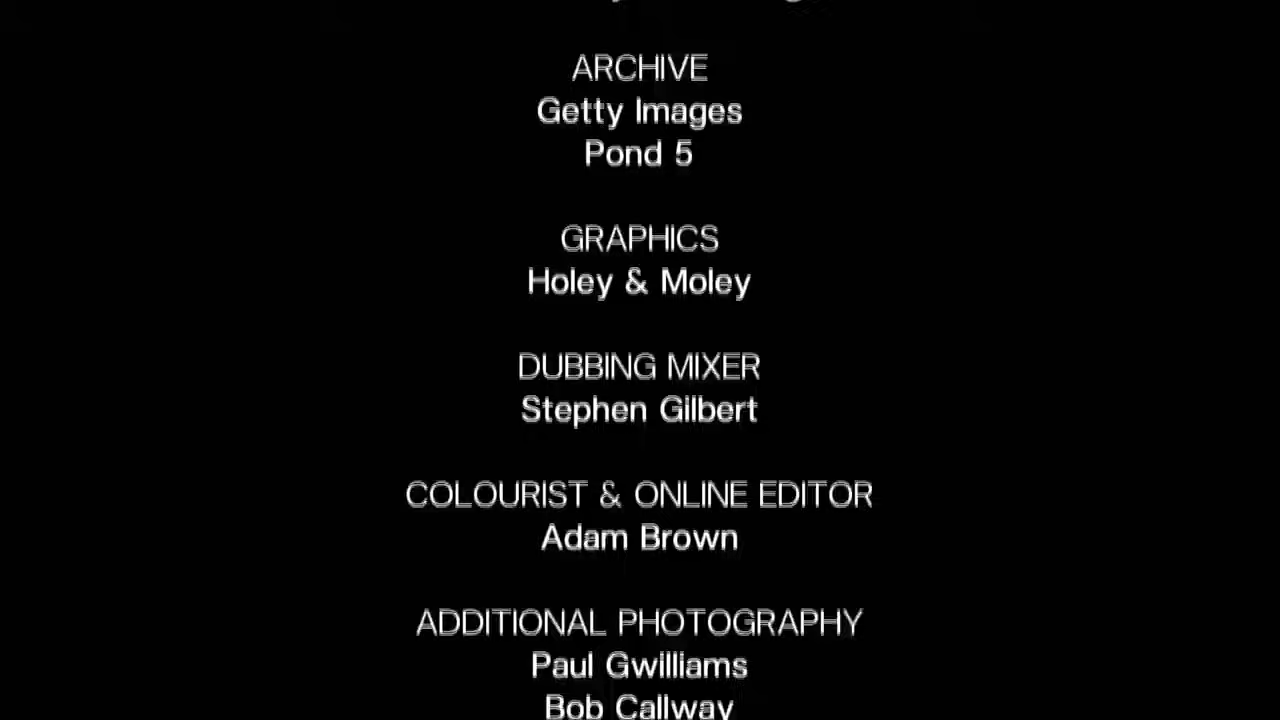 ARCHIVE
Getty Images
Pond 5
GRAPHICS
Holey & Moley
DUBBING MIXER
Stephen Gilbert
COLOURIST & ONLINE EDITOR
Adam Brown
ADDITIONAL PHOTOGRAPHY
Paul Gwilliams
Bob Callway